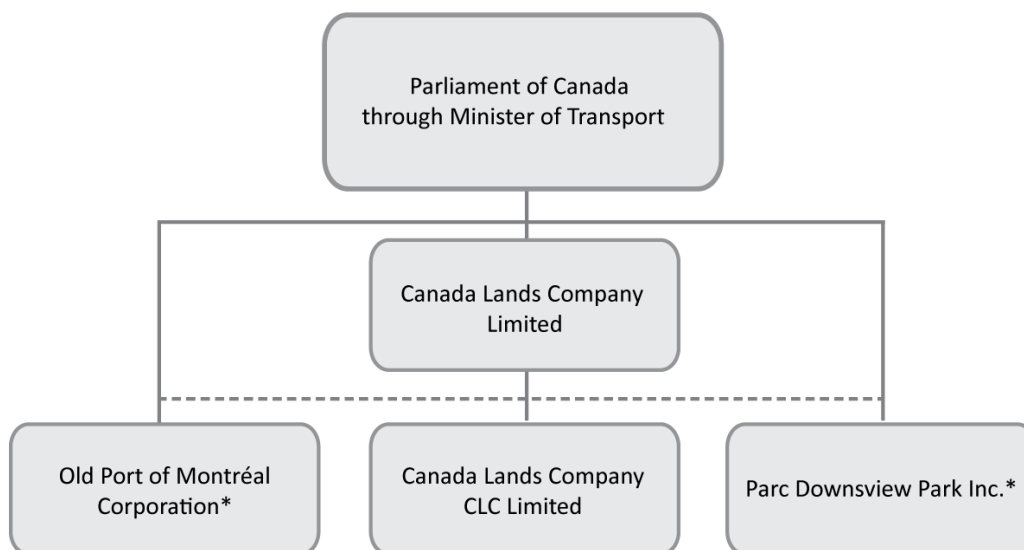 Parliament of Canada
through Minister of Transport
Canada Lands Company
Limited
Old Port of Montréal
Corporation*
Canada Lands Company
CLC Limited
Parc Downsview Park Inc.*